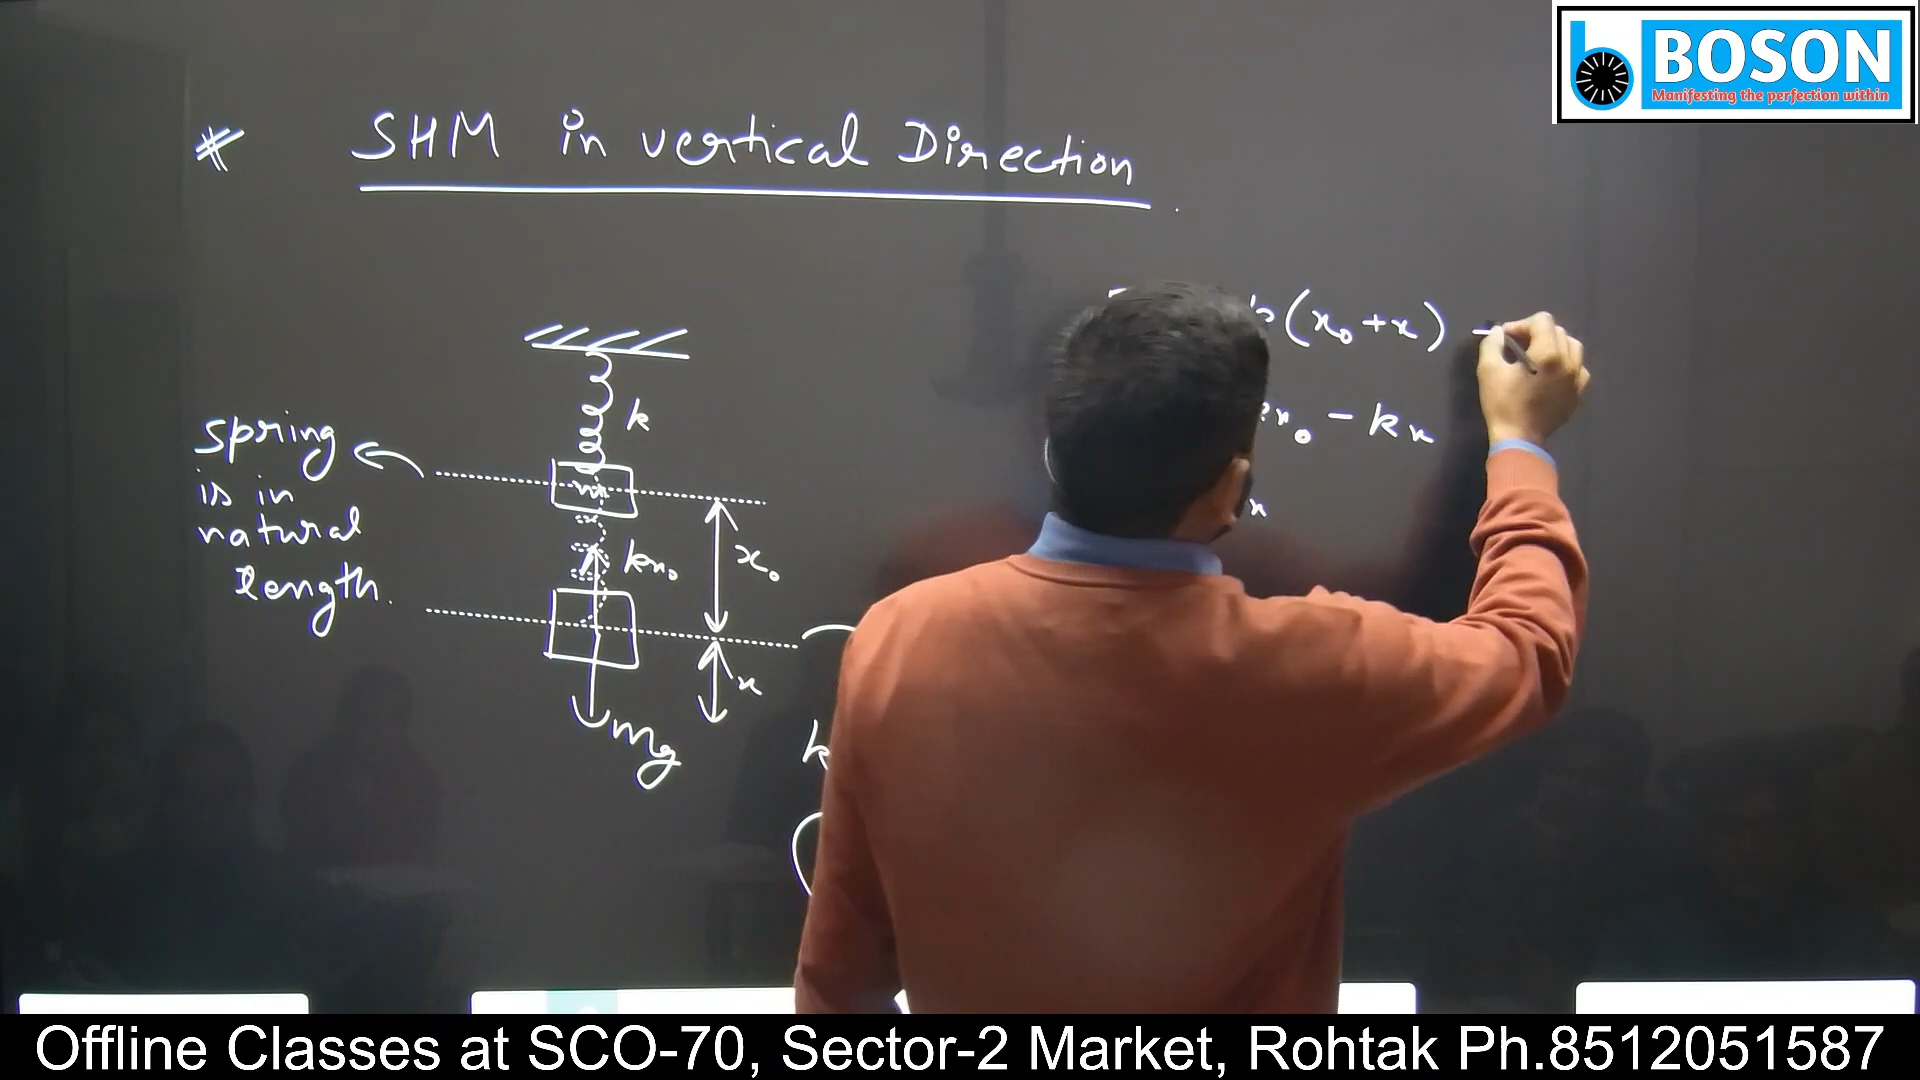 BOSON
Manifesting the perfection within
SHM in vertical Direction
(x₀ + x) -
k
x₀ - kx
spring
is in
natural
length.
kx₀
x₀
x
x
mg
k
Offline Classes at SCO-70, Sector-2 Market, Rohtak Ph.8512051587